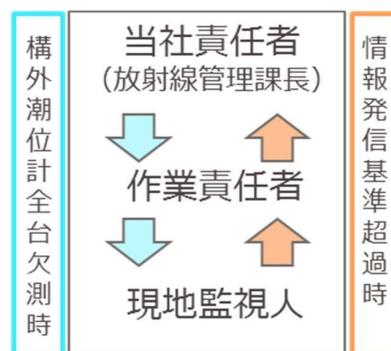 構外潮位計全台欠測時
当社責任者
（放射線管理課長）
作業責任者
現地監視人
情報発信基準超過時